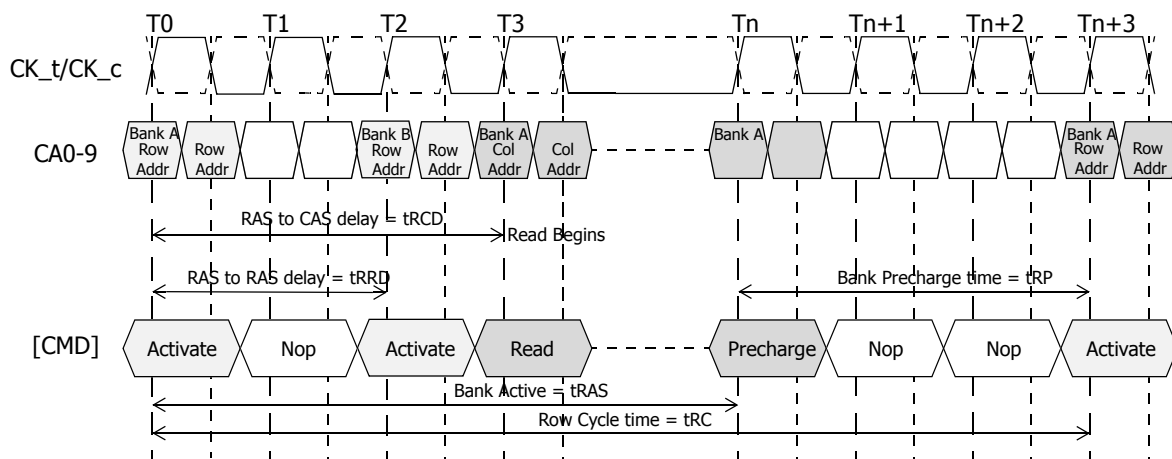 T0 T1 T2 T3 Tn Tn+1 Tn+2 Tn+3
CK_t/CK_c
CA0-9
Bank A
Row
Addr
Row
Addr
Bank B
Row
Addr
Row
Addr
Bank A
Col
Addr
Col
Addr
Bank A
Bank A
Row
Addr
Row
Addr
RAS to CAS delay = tRCD
Read Begins
RAS to RAS delay = tRRD
Bank Precharge time = tRP
[CMD]
Activate Nop Activate Read Precharge Nop Nop Activate
Bank Active = tRAS
Row Cycle time = tRC